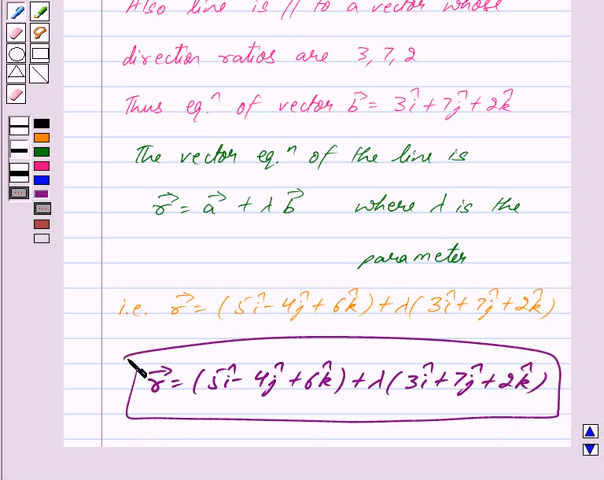 Also line is // to a vector whose
direction ratios are 3, 7, 2
Thus eq.ⁿ of vector b⃗ = 3î + 7ĵ + 2k̂
The vector eq.ⁿ of the line is
r⃗ = a⃗ + λ b⃗ where λ is the
parameter
i.e. r⃗ = (5î - 4ĵ + 6k̂) + λ(3î + 7ĵ + 2k̂)
r⃗ = (5î - 4ĵ + 6k̂) + λ(3î + 7ĵ + 2k̂)